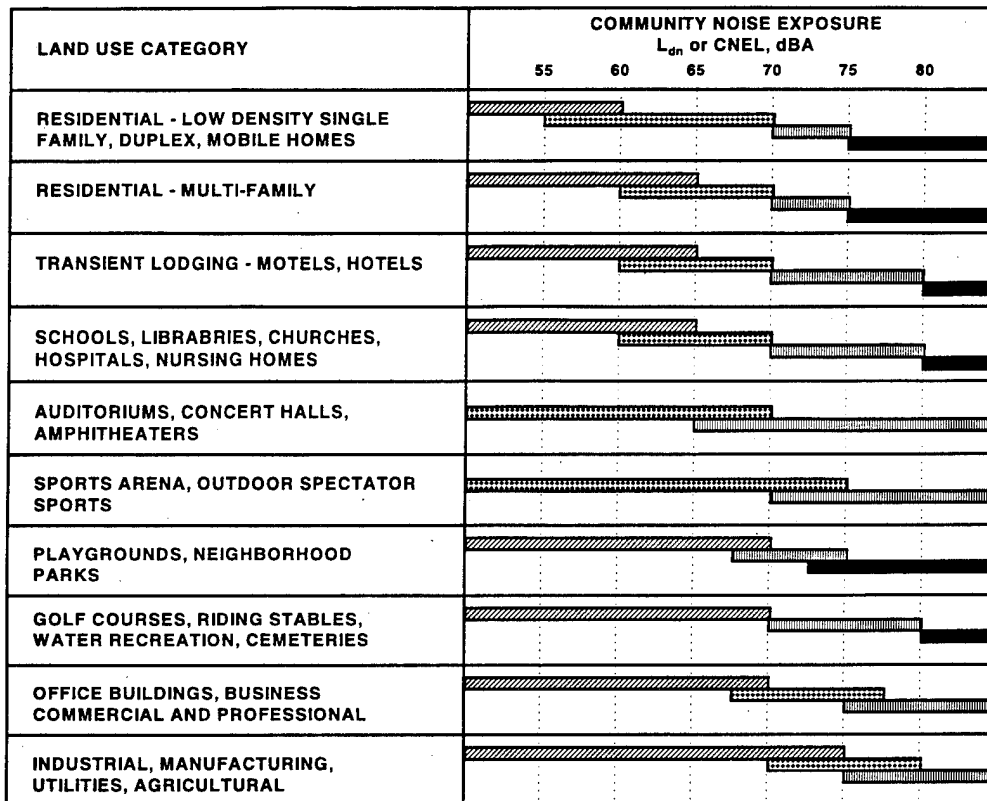 LAND USE CATEGORY
COMMUNITY NOISE EXPOSURE
Ldn or CNEL, dBA
55 60 65 70 75 80
RESIDENTIAL - LOW DENSITY SINGLE
FAMILY, DUPLEX, MOBILE HOMES
RESIDENTIAL - MULTI-FAMILY
TRANSIENT LODGING - MOTELS, HOTELS
SCHOOLS, LIBRABRIES, CHURCHES,
HOSPITALS, NURSING HOMES
AUDITORIUMS, CONCERT HALLS,
AMPHITHEATERS
SPORTS ARENA, OUTDOOR SPECTATOR
SPORTS
PLAYGROUNDS, NEIGHBORHOOD
PARKS
GOLF COURSES, RIDING STABLES,
WATER RECREATION, CEMETERIES
OFFICE BUILDINGS, BUSINESS
COMMERCIAL AND PROFESSIONAL
INDUSTRIAL, MANUFACTURING,
UTILITIES, AGRICULTURAL